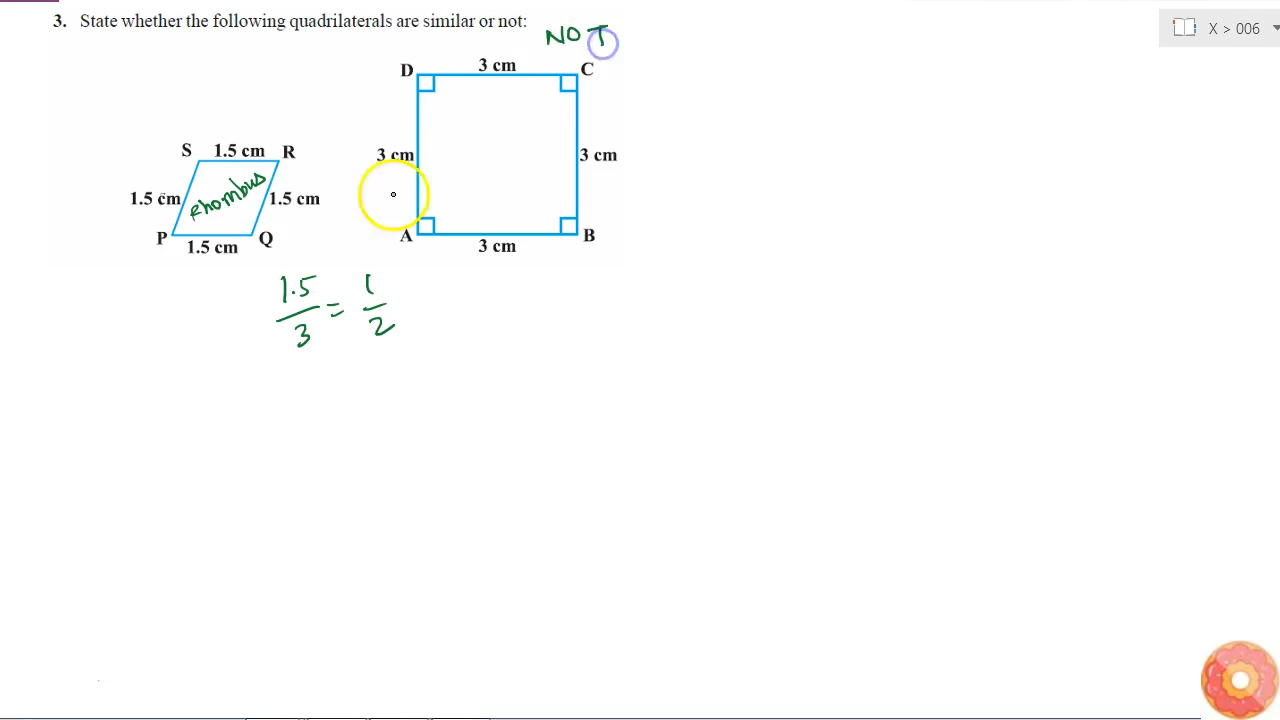 3. State whether the following quadrilaterals are similar or not:
NOT
X > 006
D 3 cm C
S 1.5 cm R
3 cm 3 cm
1.5 cm Rhombus 1.5 cm
P 1.5 cm Q
A 3 cm B
1.5/3 = 1/2